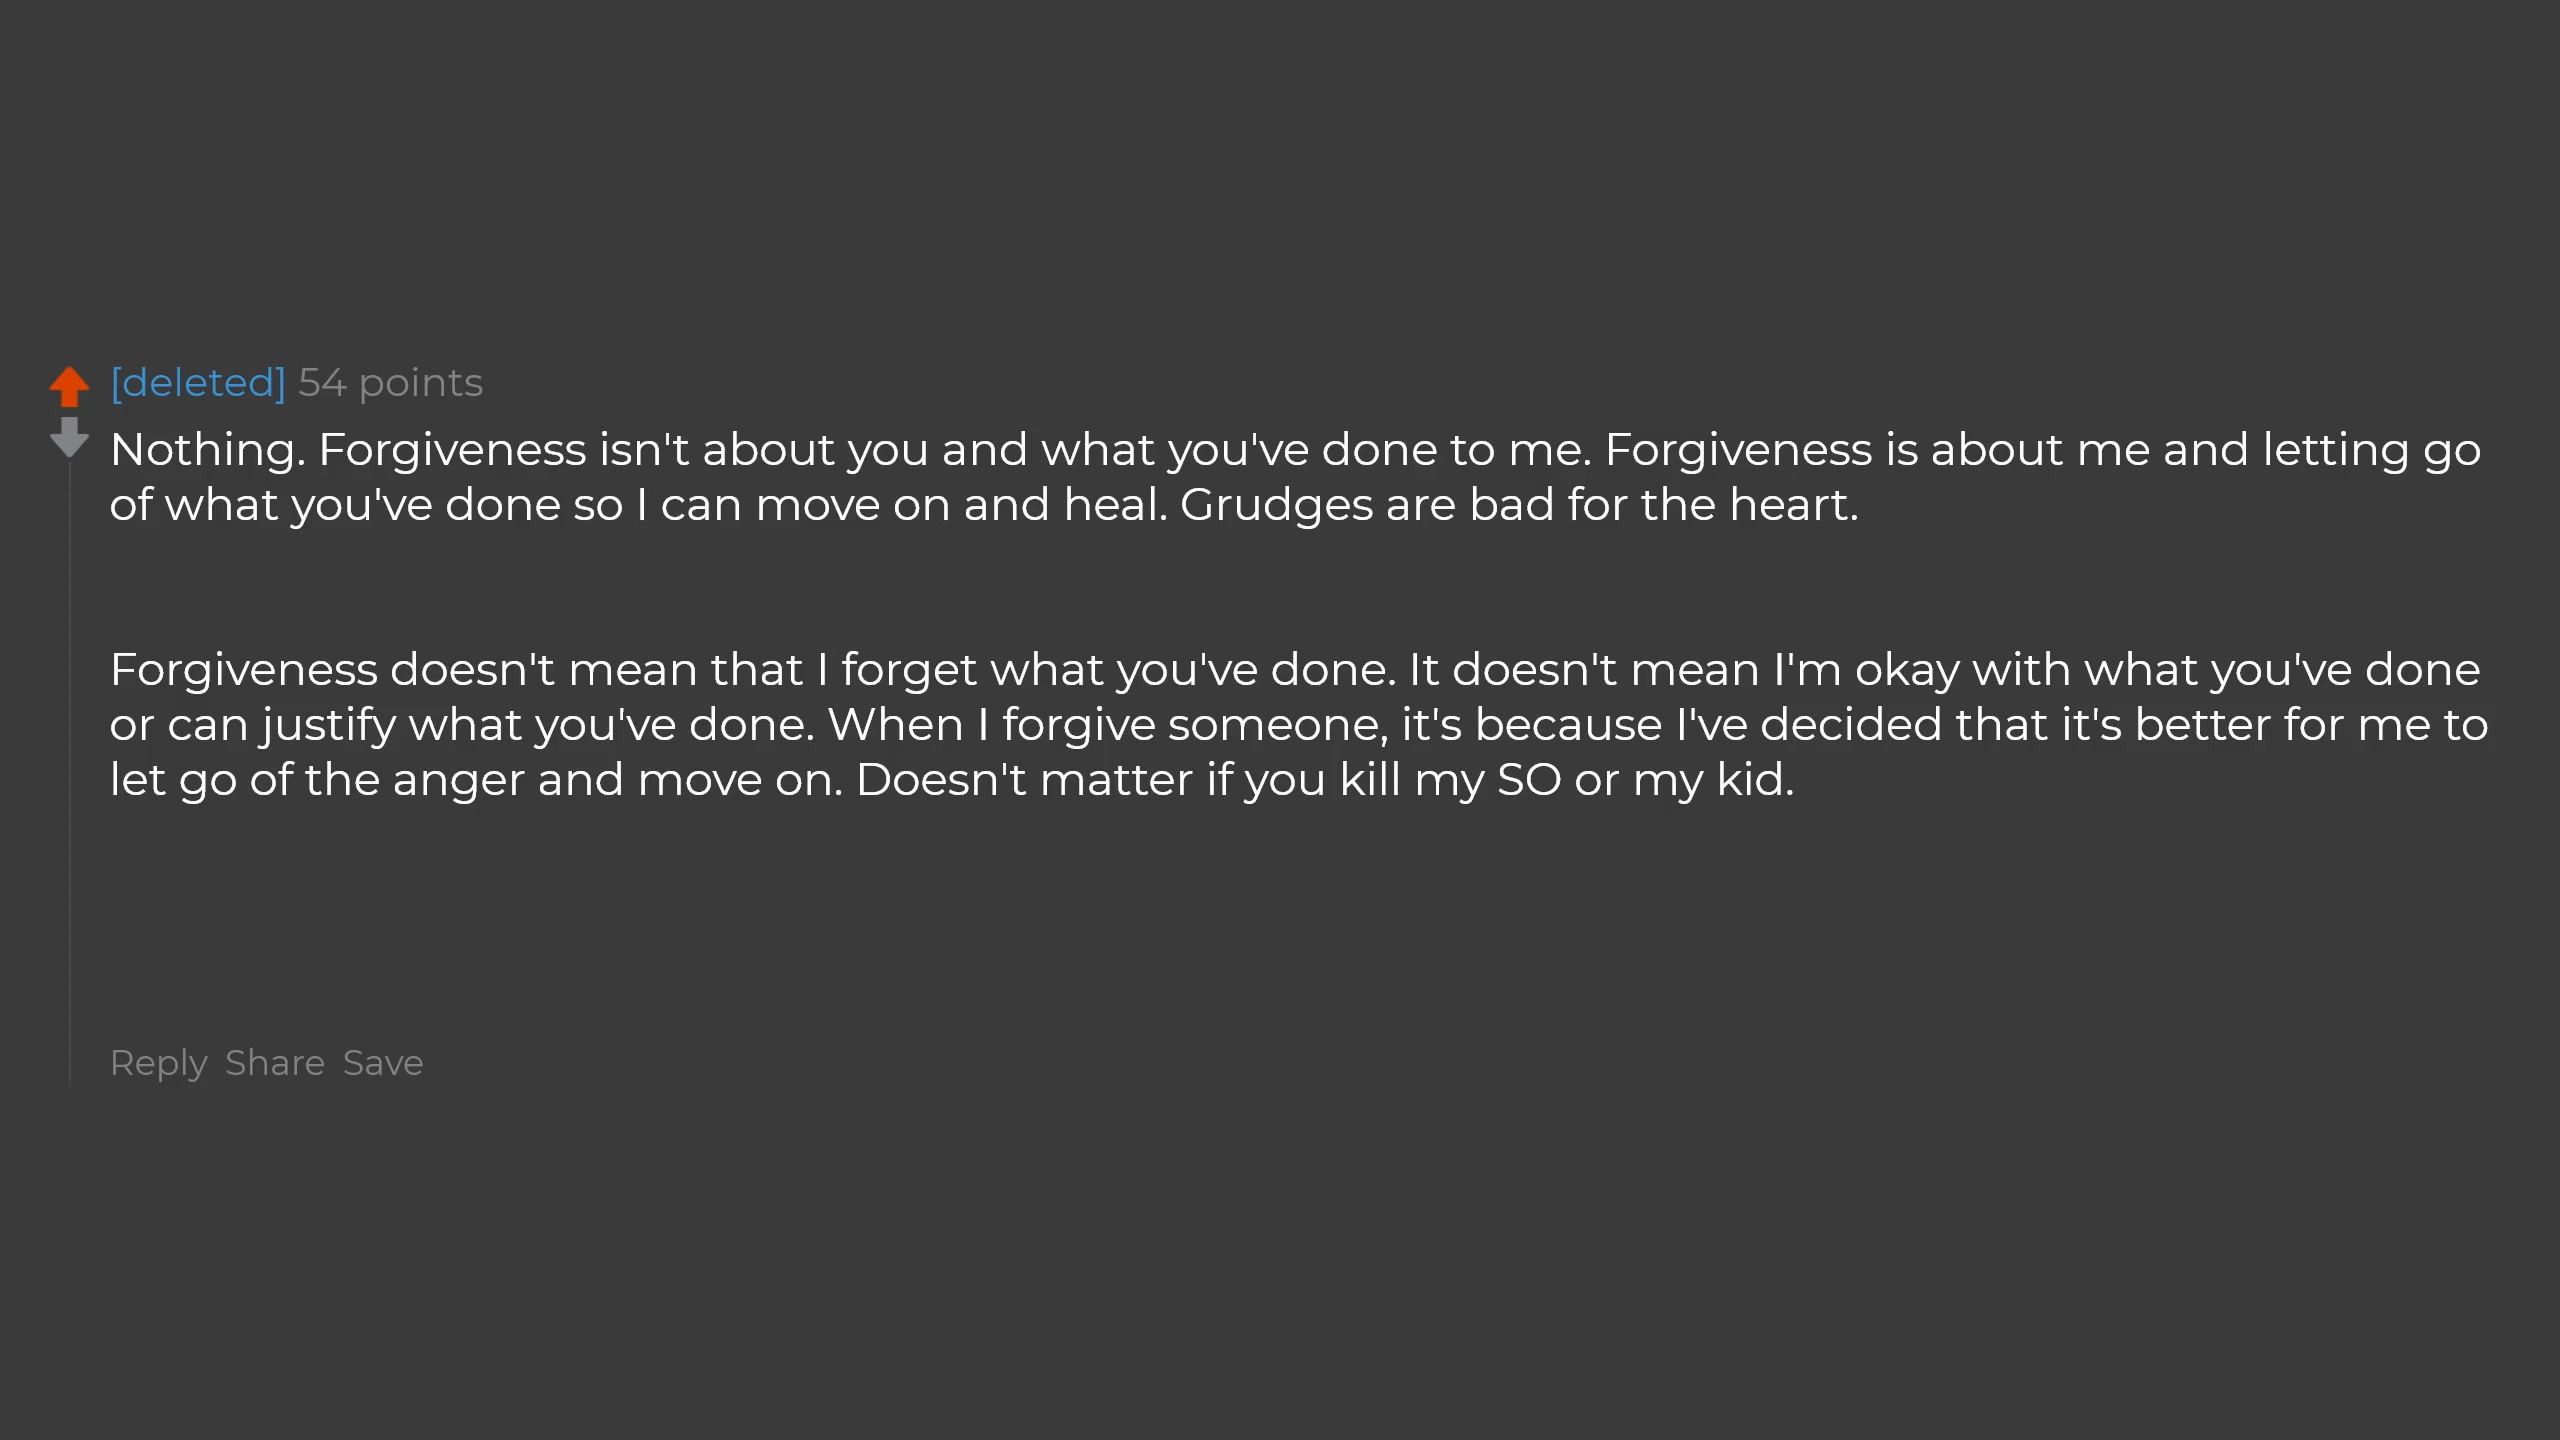 [deleted] 54 points
Nothing. Forgiveness isn't about you and what you've done to me. Forgiveness is about me and letting go
of what you've done so I can move on and heal. Grudges are bad for the heart.
Forgiveness doesn't mean that I forget what you've done. It doesn't mean I'm okay with what you've done
or can justify what you've done. When I forgive someone, it's because I've decided that it's better for me to
let go of the anger and move on. Doesn't matter if you kill my SO or my kid.
Reply Share Save